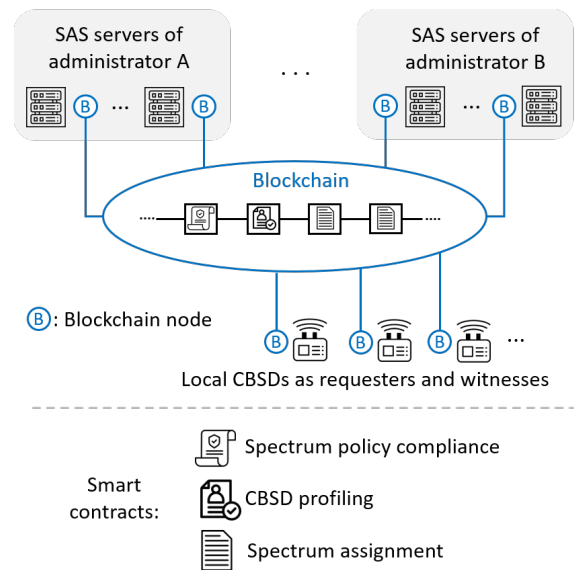 SAS servers of
administrator A
...
SAS servers of
administrator B
B
...
B
B
...
B
Blockchain
....
....
B : Blockchain node
B
B
B
...
Local CBSDs as requesters and witnesses
Smart
contracts:
Spectrum policy compliance
CBSD profiling
Spectrum assignment